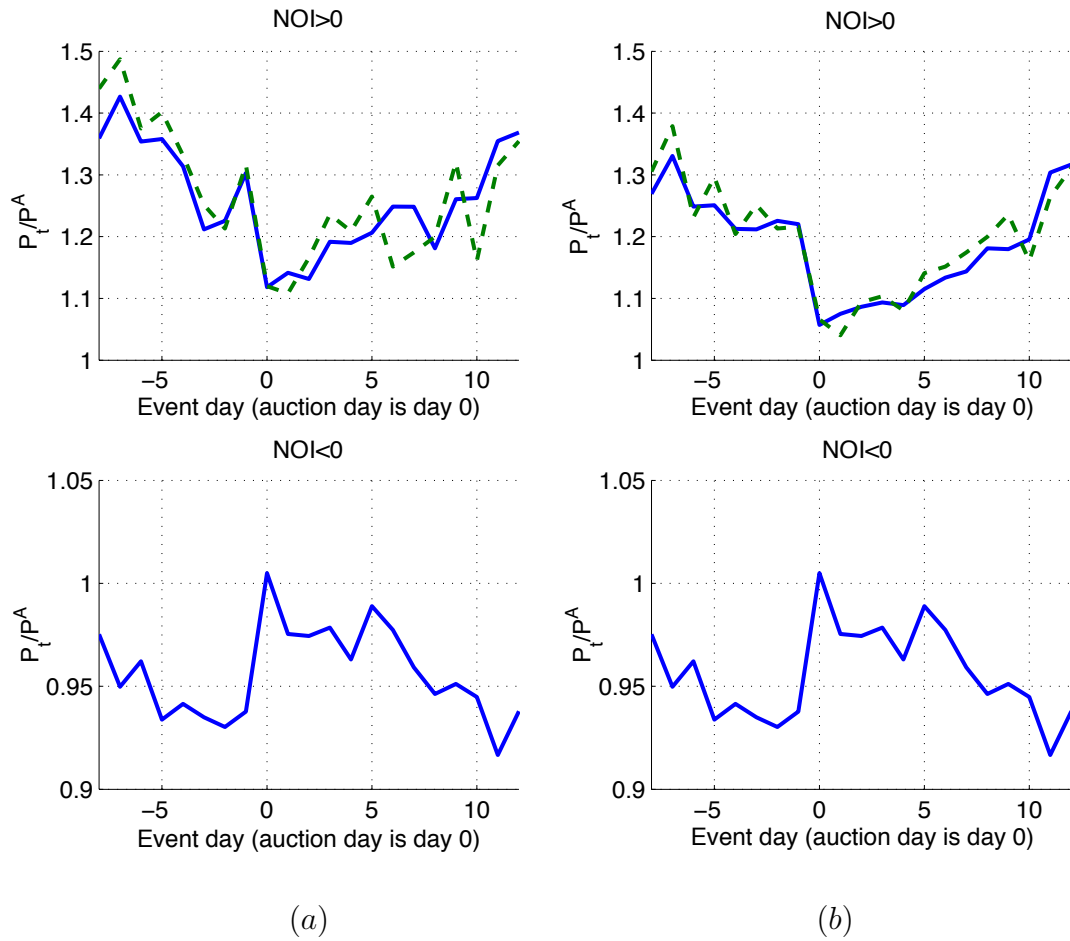 NOI>0
1.5
1.4
1.3
1.2
1.1
1
P_t/P^A
−5 0 5 10
Event day (auction day is day 0)
NOI>0
1.5
1.4
1.3
1.2
1.1
1
P_t/P^A
−5 0 5 10
Event day (auction day is day 0)
NOI<0
1.05
1
0.95
0.9
P_t/P^A
−5 0 5 10
Event day (auction day is day 0)
NOI<0
1.05
1
0.95
0.9
P_t/P^A
−5 0 5 10
Event day (auction day is day 0)
(a) (b)